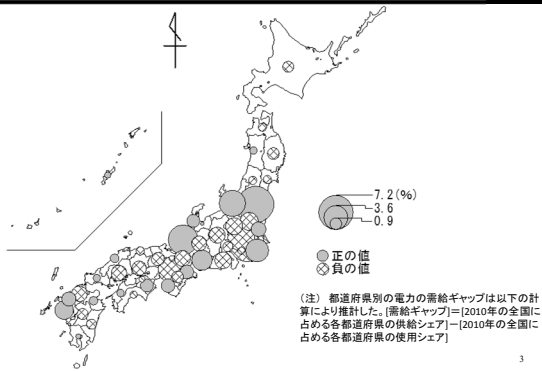 7.2(%)
3.6
0.9
正の値
負の値
(注) 都道府県別の電力の需給ギャップは以下の計
算により推計した。[需給ギャップ]=[2010年の全国に
占める各都道府県の供給シェア]-[2010年の全国に
占める各都道府県の使用シェア]
3